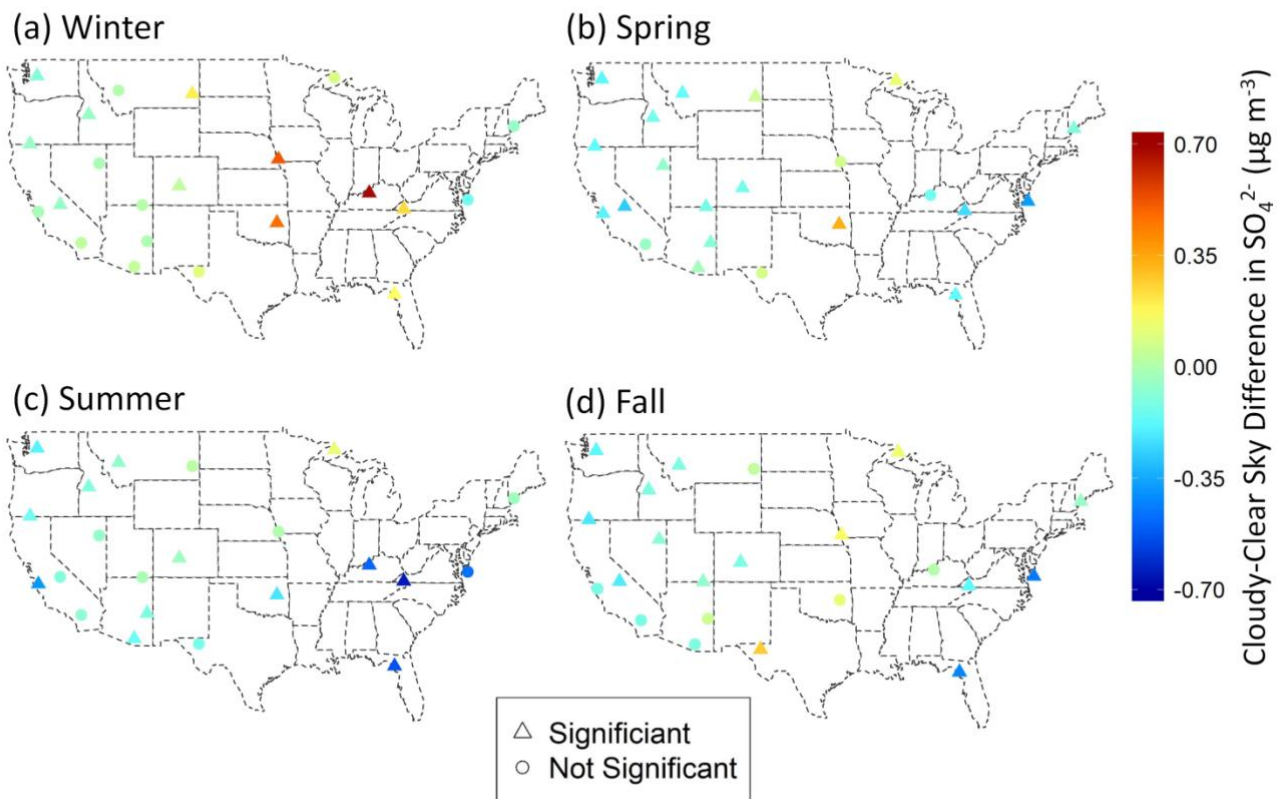 (a) Winter
(b) Spring
(c) Summer
(d) Fall
0.70
0.35
0.00
-0.35
-0.70
Cloudy-Clear Sky Difference in SO₄²⁻ (µg m⁻³)
Significiant
Not Significant